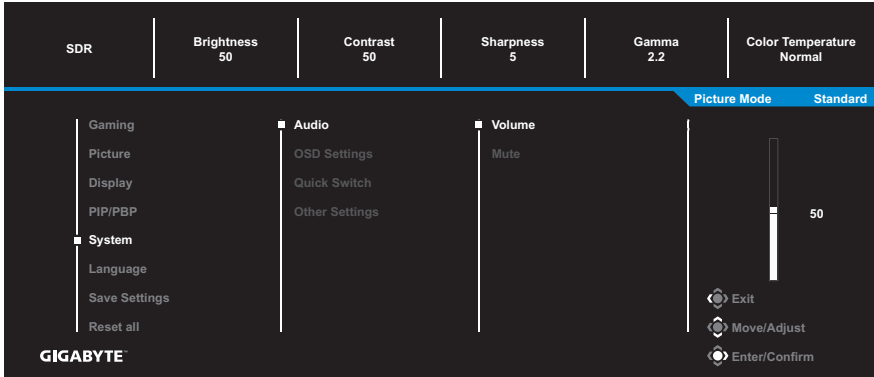 SDR
Brightness
50
Contrast
50
Sharpness
5
Gamma
2.2
Color Temperature
Normal
Picture Mode Standard
Gaming
Picture
Display
PIP/PBP
System
Language
Save Settings
Reset all
Audio
OSD Settings
Quick Switch
Other Settings
Volume
Mute
50
Exit
Move/Adjust
Enter/Confirm
GIGABYTE™